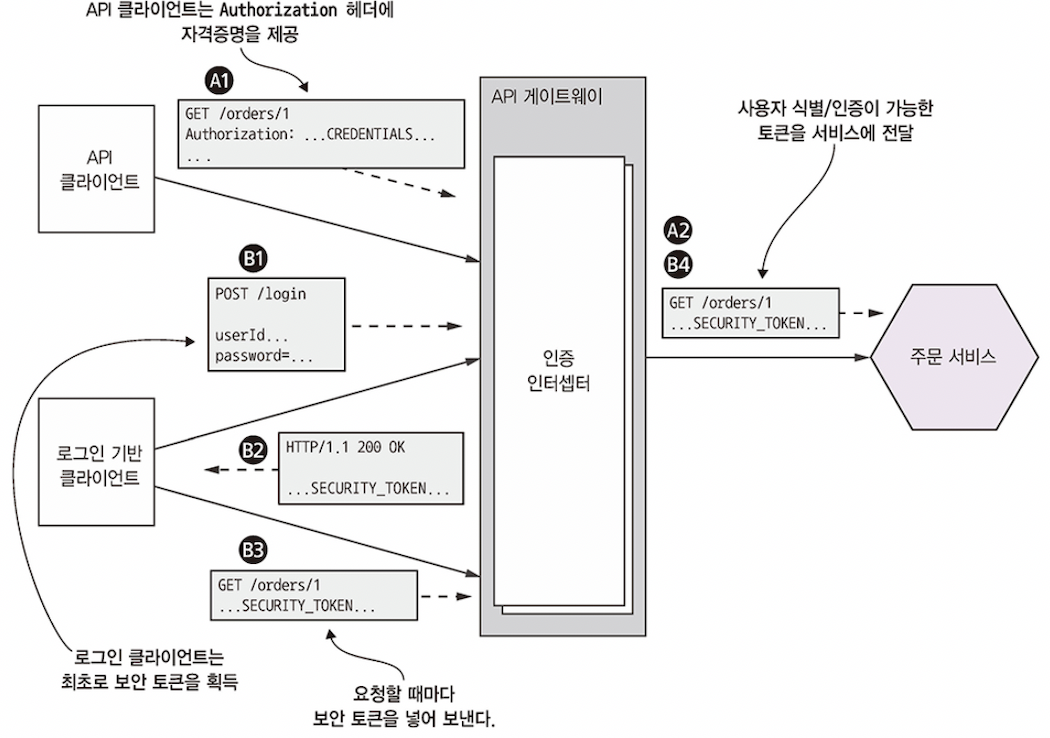 API 클라이언트는 Authorization 헤더에
자격증명을 제공
A1
GET /orders/1
Authorization: ...CREDENTIALS...
...
API
클라이언트
B1
POST /login
userId...
password=...
로그인 기반
클라이언트
B2
HTTP/1.1 200 OK
...SECURITY_TOKEN...
B3
GET /orders/1
...SECURITY_TOKEN...
로그인 클라이언트는
최초로 보안 토큰을 획득
요청할 때마다
보안 토큰을 넣어 보낸다.
API 게이트웨이
인증
인터셉터
사용자 식별/인증이 가능한
토큰을 서비스에 전달
A2
B4
GET /orders/1
...SECURITY_TOKEN...
주문 서비스